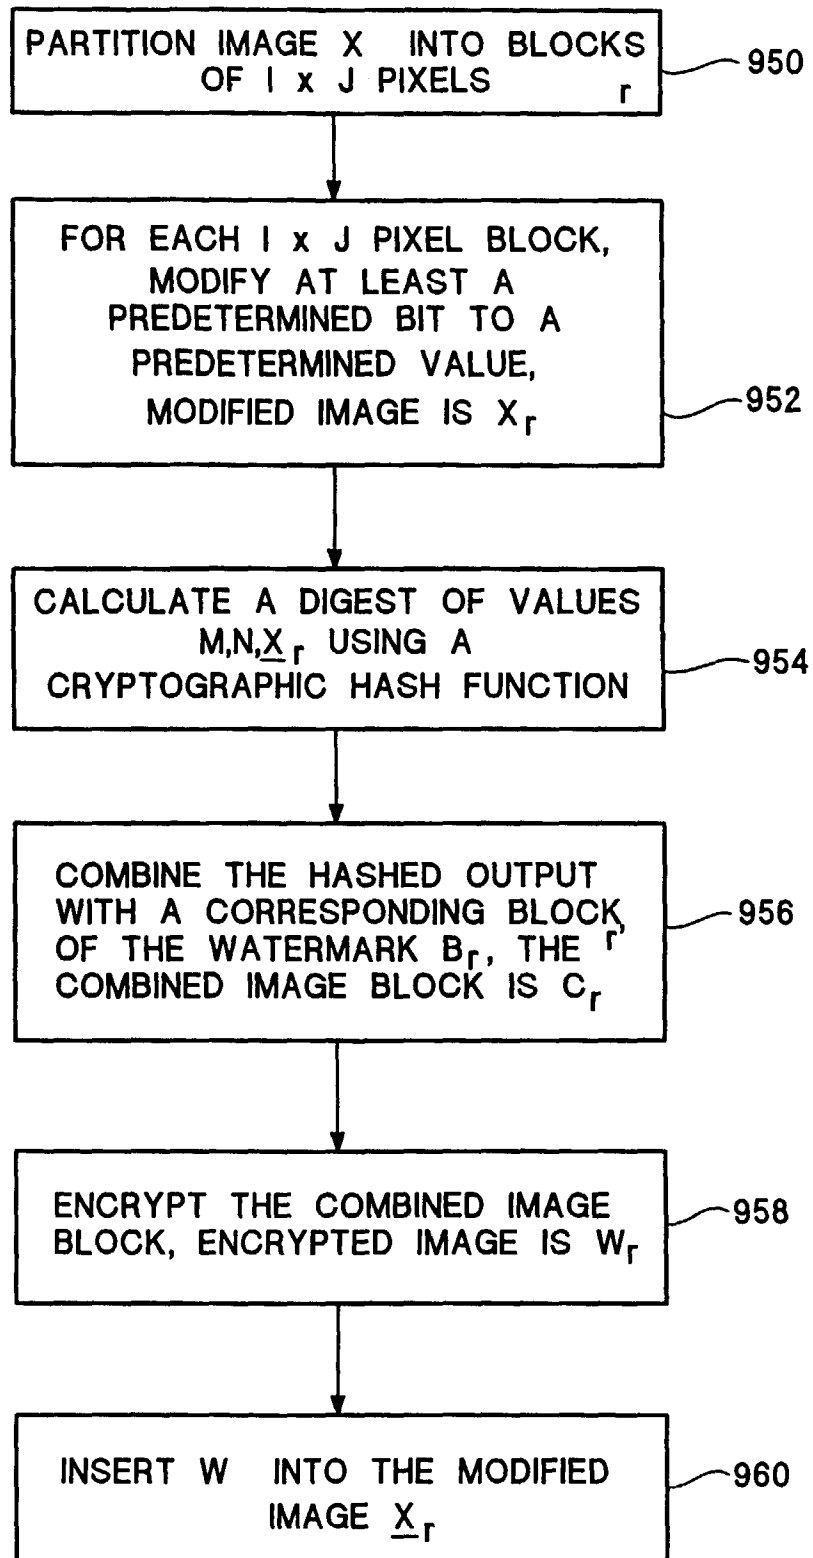 PARTITION IMAGE X INTO BLOCKS
OF I x J PIXELS r
950
FOR EACH I x J PIXEL BLOCK,
MODIFY AT LEAST A
PREDETERMINED BIT TO A
PREDETERMINED VALUE,
MODIFIED IMAGE IS Xr
952
CALCULATE A DIGEST OF VALUES
M,N,Xr USING A
CRYPTOGRAPHIC HASH FUNCTION
954
COMBINE THE HASHED OUTPUT
WITH A CORRESPONDING BLOCK
OF THE WATERMARK Br, THE r,
COMBINED IMAGE BLOCK IS Cr
956
ENCRYPT THE COMBINED IMAGE
BLOCK, ENCRYPTED IMAGE IS Wr
958
INSERT W INTO THE MODIFIED
IMAGE Xr
960